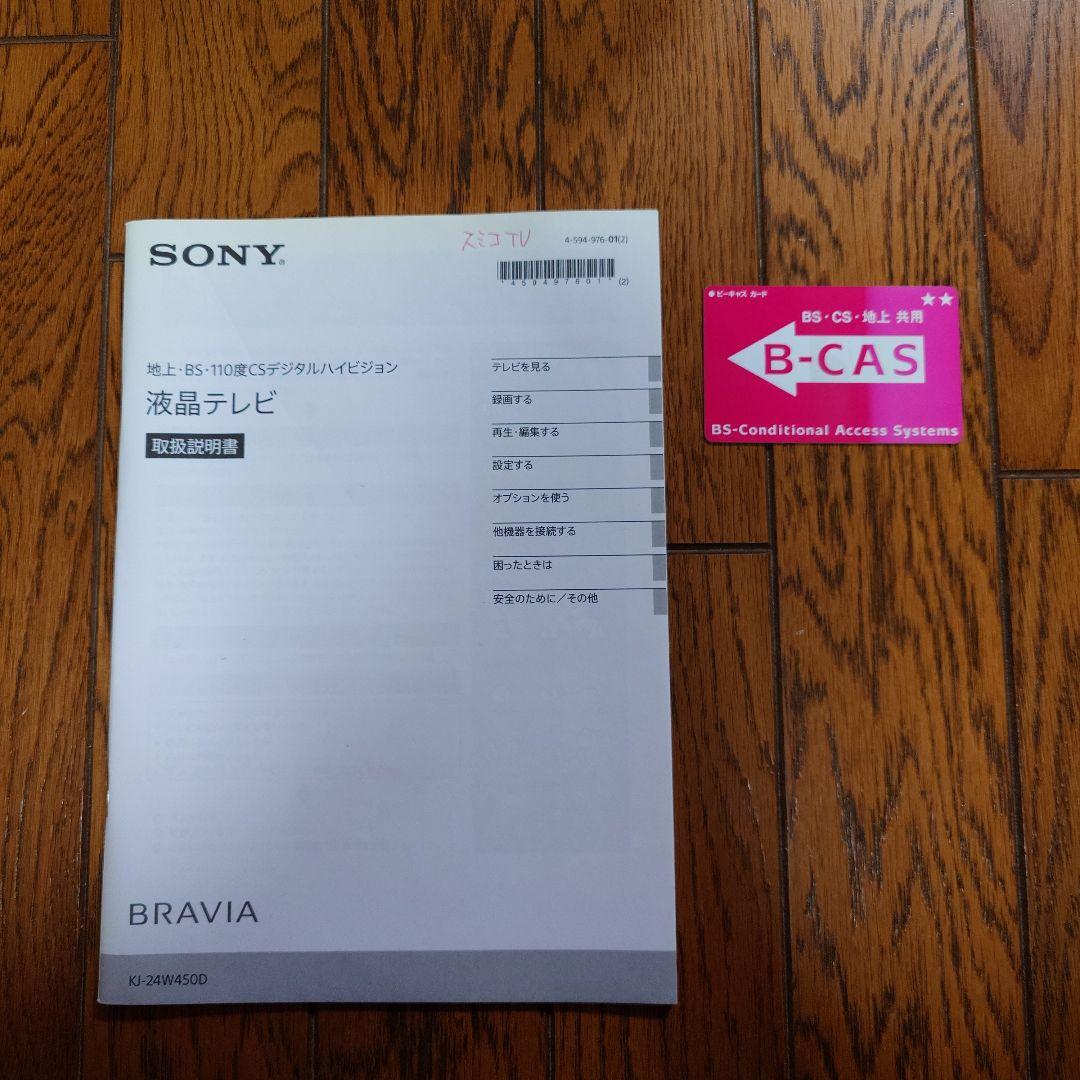 SONY®
スミコTV
4-594-976-01(2)
(2)
地上・BS・110度CSデジタルハイビジョン
液晶テレビ
取扱説明書
テレビを見る
録画する
再生・編集する
設定する
オプションを使う
他機器を接続する
困ったときは
安全のために／その他
BRAVIA
KJ-24W450D
ビーキャス カード
★★
BS・CS・地上 共用
B-CAS
BS-Conditional Access Systems